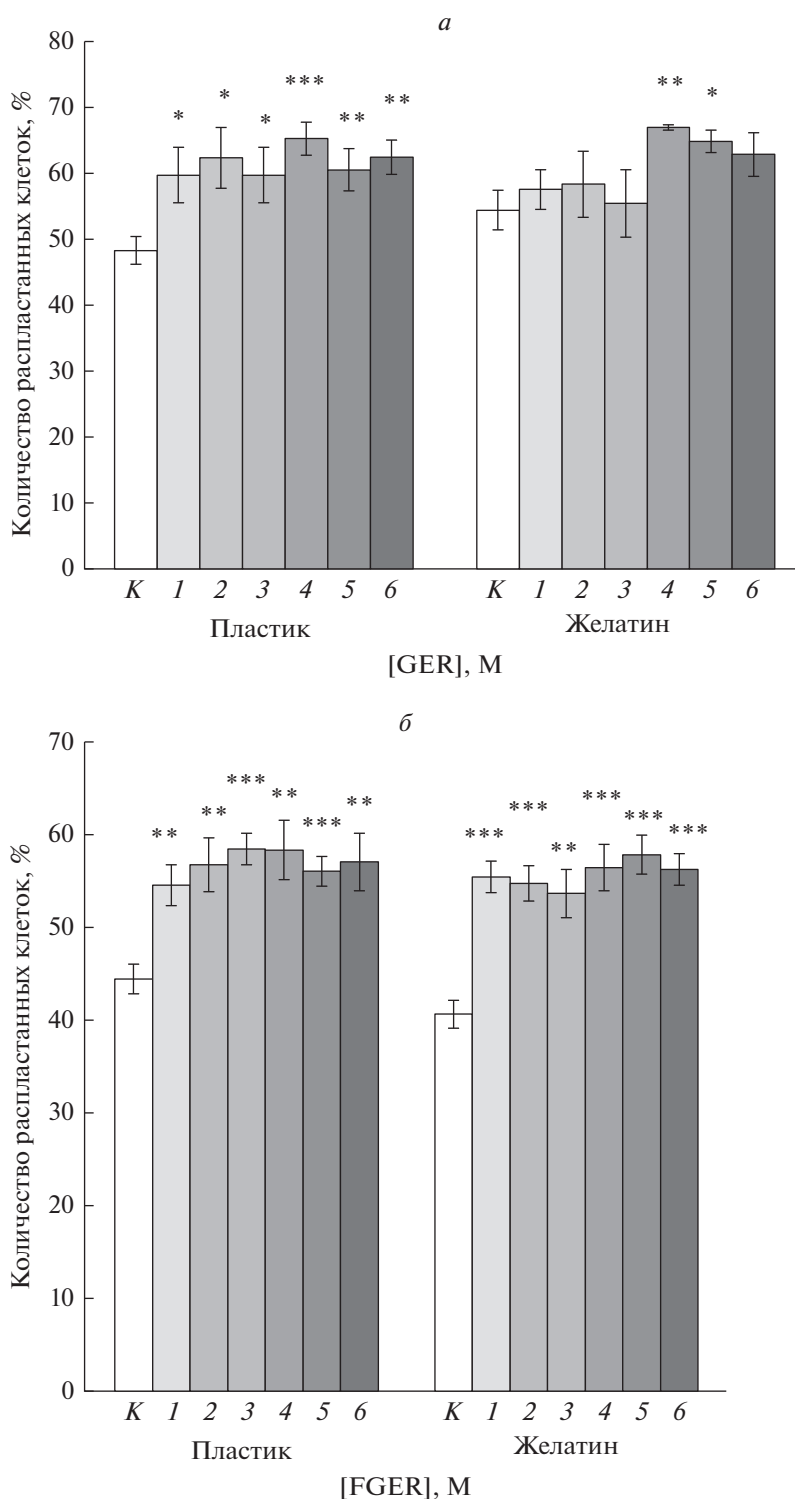 а
Количество распластанных клеток, %
80
70
60
50
40
30
20
10
0
* * * *** ** ** ** *
К 1 2 3 4 5 6 К 1 2 3 4 5 6
Пластик Желатин
[GER], М
б
Количество распластанных клеток, %
70
60
50
40
30
20
10
0
** ** *** ** *** ** *** *** ** *** *** ***
К 1 2 3 4 5 6 К 1 2 3 4 5 6
Пластик Желатин
[FGER], М